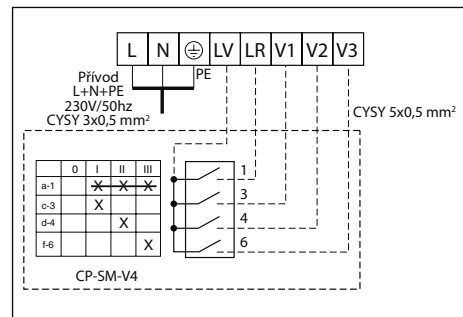 L N LV LR V1 V2 V3
PE
Přívod
L+N+PE
230V/50hz
CYSY 3x0,5 mm²
CYSY 5x0,5 mm²
0 I II III
a-1 X X X
c-3 X
d-4 X
f-6 X
1
3
4
6
CP-SM-V4